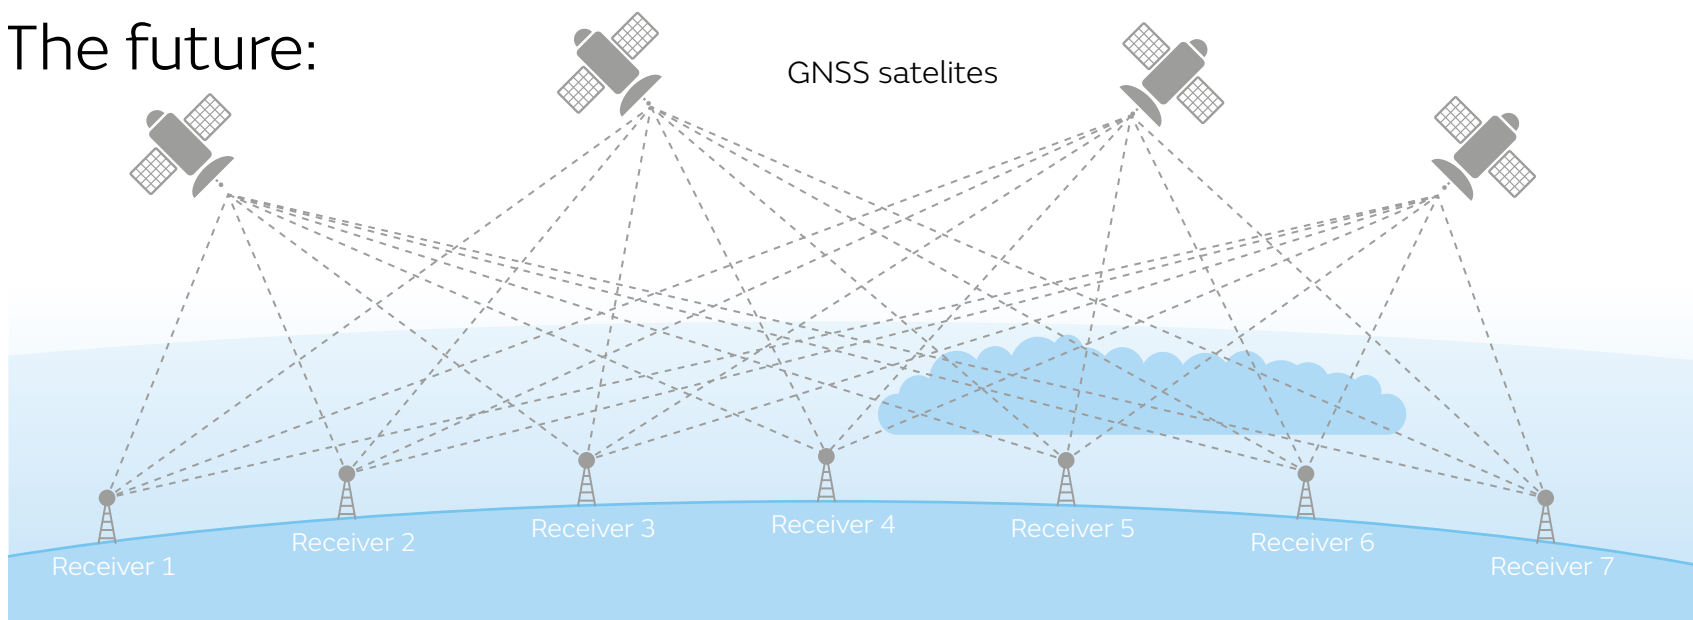 The future:
GNSS satelites
Receiver 1
Receiver 2
Receiver 3
Receiver 4
Receiver 5
Receiver 6
Receiver 7